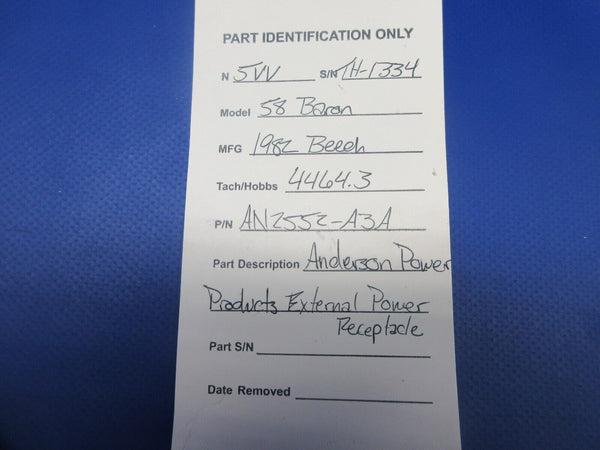 PART IDENTIFICATION ONLY
N 5VV S/N TH-1334
Model 58 Baron
MFG 1982 Beech
Tach/Hobbs 4464.3
P/N AN2552-A3A
Part Description Anderson Power
Products External Power
Receptacle
Part S/N
Date Removed